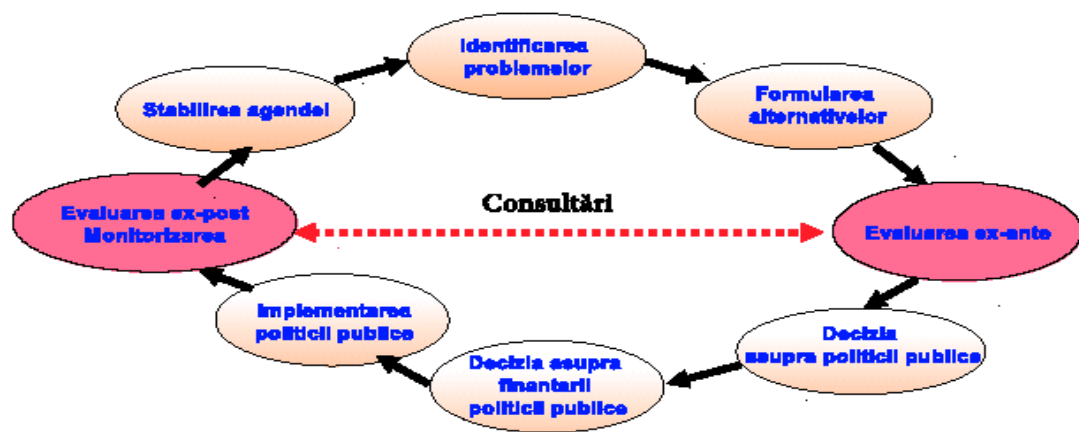 Identificarea
problemelor
Stabilirea agendei
Formularea
alternativelor
Evaluarea ex-post
Monitorizarea
Consultări
Evaluarea ex-ante
Implementarea
politicii publice
Decizia
asupra politicii publice
Decizia asupra
finantarii
politicii publice